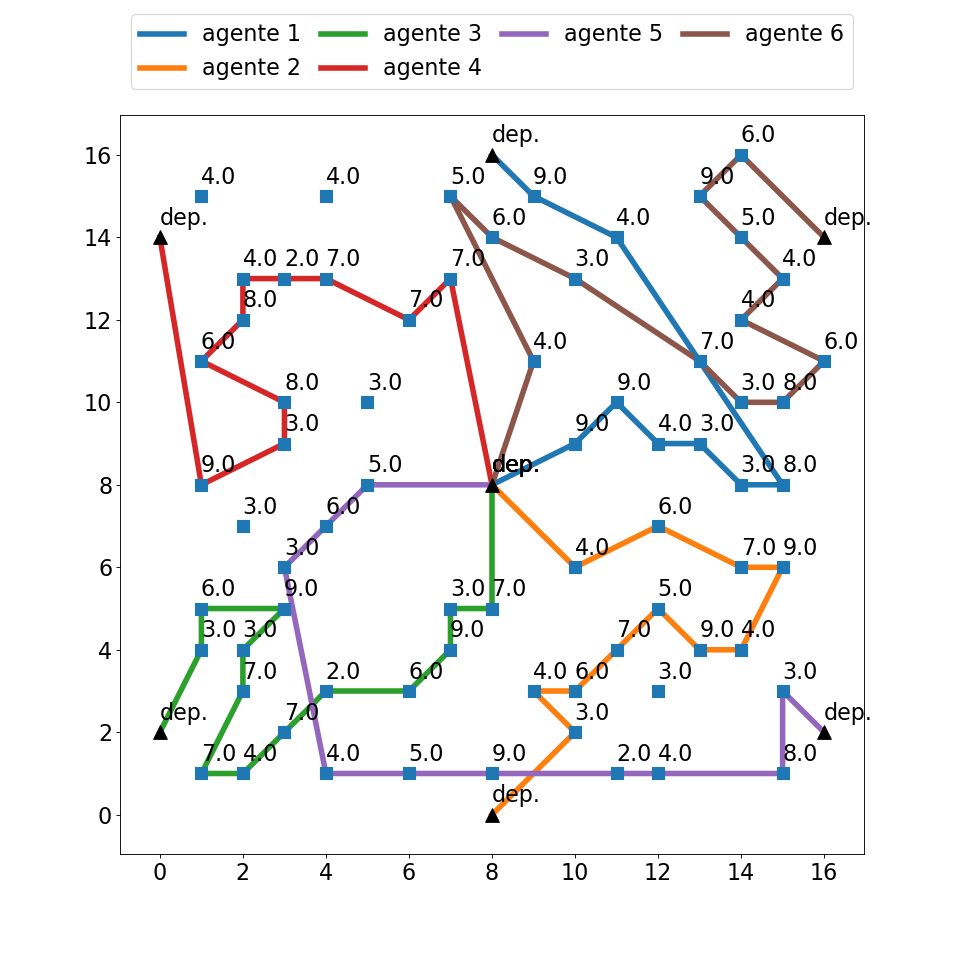 agente 1 agente 3 agente 5 agente 6
agente 2 agente 4
dep.
6.0
16
4.0 4.0 5.0 9.0 9.0
dep. 6.0 4.0 5.0 dep.
14
4.0 2.0 7.0 7.0 3.0 4.0
8.0 7.0 4.0
12
6.0 4.0 7.0 6.0
8.0 3.0 9.0 3.0 8.0
10
3.0 9.0 4.0 3.0
9.0 5.0 dep. 3.0 8.0
8
3.0 6.0 6.0
3.0 4.0 7.0 9.0
6
6.0 9.0 3.0 7.0 5.0
3.0 3.0 9.0 7.0 9.0 4.0
4
7.0 2.0 6.0 4.0 6.0 3.0 3.0
dep. 7.0 3.0 dep.
2
7.0 4.0 4.0 5.0 9.0 2.0 4.0 8.0
dep.
0
0 2 4 6 8 10 12 14 16